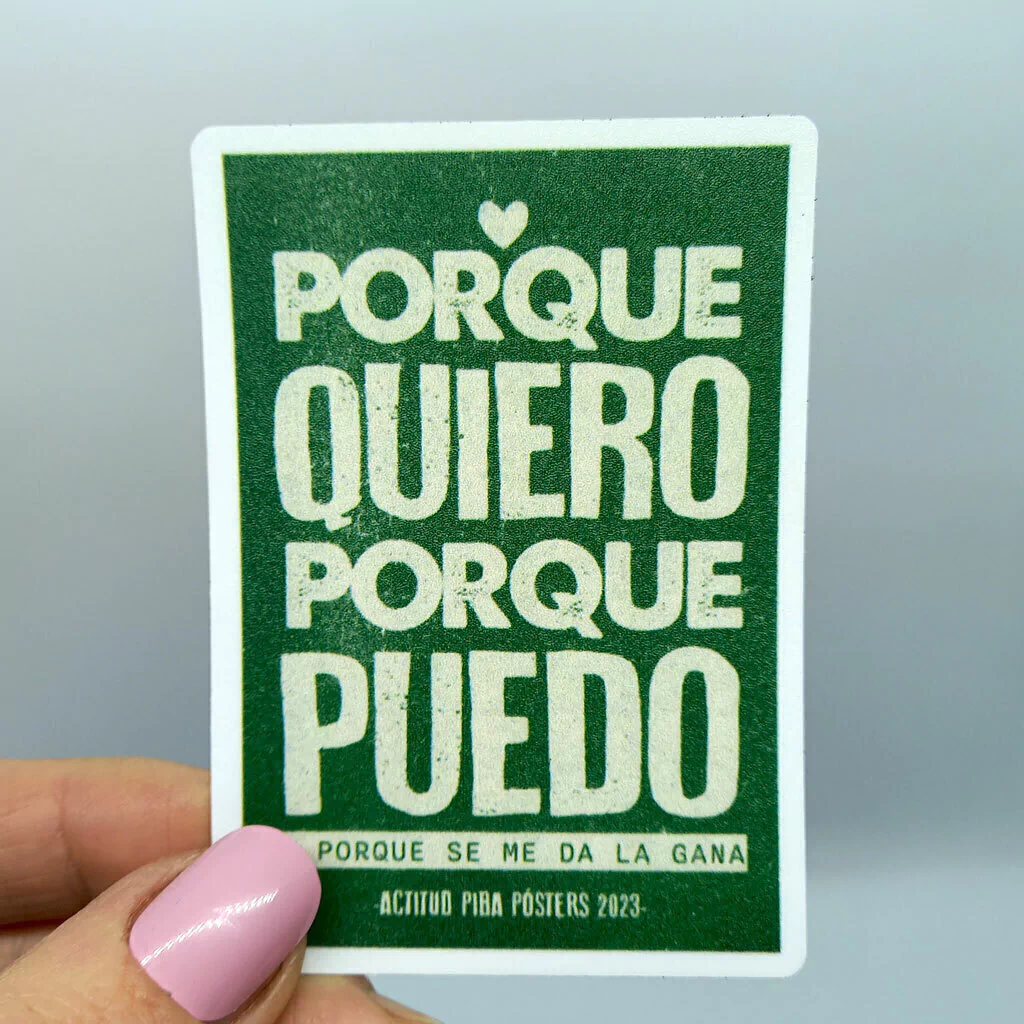 PORQUE
QUIERO
PORQUE
PUEDO
PORQUE SE ME DA LA GANA
-ACTITUD PIBA PÓSTERS 2023-